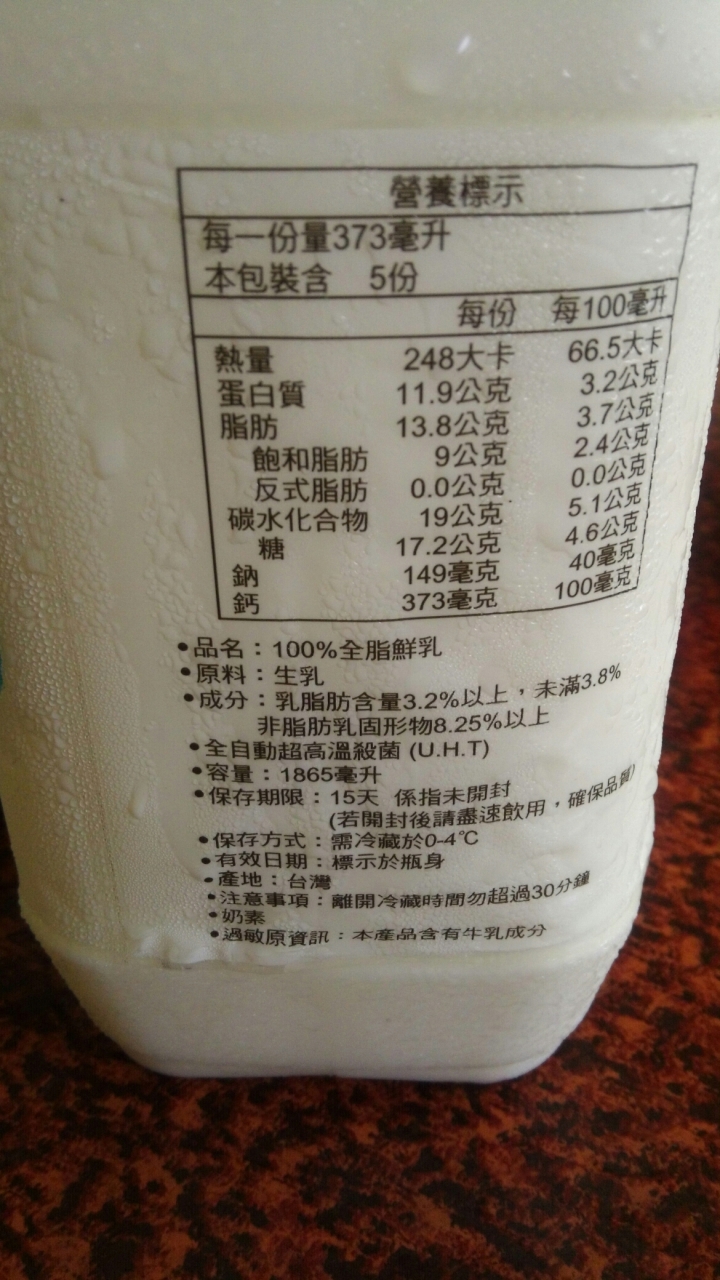 營養標示
每一份量373毫升
本包裝含 5份
每份 每100毫升
熱量 248大卡 66.5大卡
蛋白質 11.9公克 3.2公克
脂肪 13.8公克 3.7公克
飽和脂肪 9公克 2.4公克
反式脂肪 0.0公克 0.0公克
碳水化合物 19公克 5.1公克
糖 17.2公克 4.6公克
鈉 149毫克 40毫克
鈣 373毫克 100毫克
•品名：100%全脂鮮乳
•原料：生乳
•成分：乳脂肪含量3.2%以上，未滿3.8%
非脂肪乳固形物8.25%以上
•全自動超高溫殺菌 (U.H.T)
•容量：1865毫升
•保存期限：15天 係指未開封
(若開封後請盡速飲用，確保品質)
•保存方式：需冷藏於0-4℃
•有效日期：標示於瓶身
•產地：台灣
•注意事項：離開冷藏時間勿超過30分鐘
•奶素
•過敏原資訊：本產品含有牛乳成分